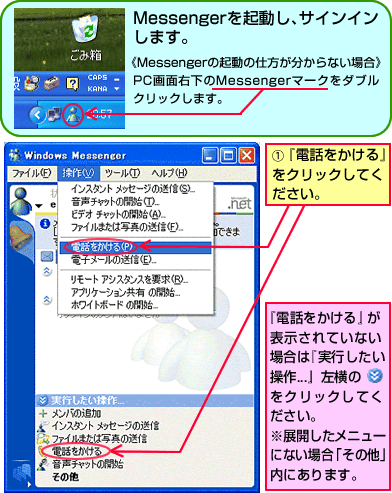 Messengerを起動し、サインイン
します。
《Messengerの起動の仕方が分からない場合》
PC画面右下のMessengerマークをダブル
クリックします。
ごみ箱
CAPS
KANA
Windows Messenger
ファイル(F) 操作(V) ツール(T) ヘルプ(H)
インスタント メッセージの送信(S)...
音声チャットの開始(T)...
ビデオ チャットの開始(A)...
ファイルまたは写真の送信(F)...
電話をかける(P)
電子メールの送信(E)...
リモート アシスタンスを要求(R)...
アプリケーション共有 の開始...
ホワイトボード の開始...
.net
実行したい操作...
メンバの追加
インスタント メッセージの送信
ファイルまたは写真の送信
電話をかける
音声チャットの開始
その他
①『電話をかける』
をクリックしてく
ださい。
『電話をかける』が
表示されていない
場合は『実行したい
操作...』左横の
をクリックしてく
ださい。
※展開したメニュー
にない場合「その他」
内にあります。